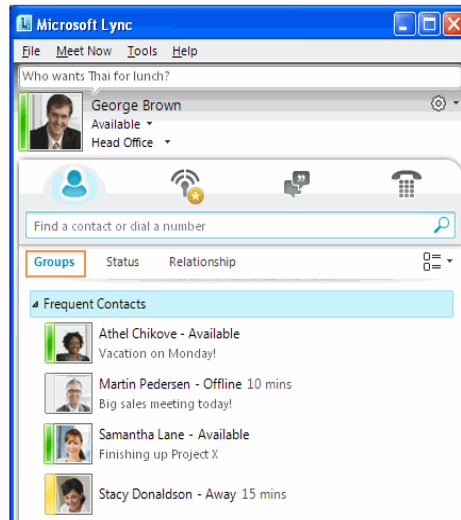 Microsoft Lync
File Meet Now Tools Help
Who wants Thai for lunch?
George Brown
Available
Head Office
Find a contact or dial a number
Groups Status Relationship
Frequent Contacts
Athel Chikove - Available
Vacation on Monday!
Martin Pedersen - Offline 10 mins
Big sales meeting today!
Samantha Lane - Available
Finishing up Project X
Stacy Donaldson - Away 15 mins